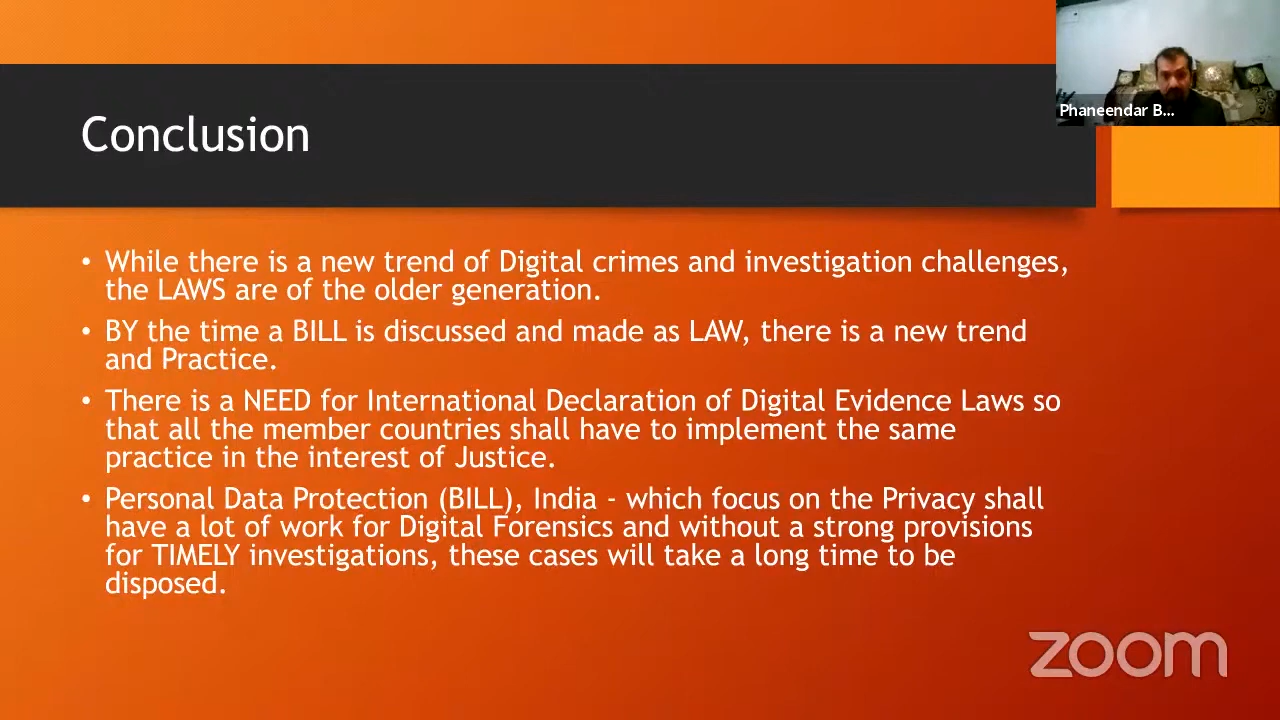 Phaneendar B...
Conclusion
• While there is a new trend of Digital crimes and investigation challenges,
the LAWS are of the older generation.
• BY the time a BILL is discussed and made as LAW, there is a new trend
and Practice.
• There is a NEED for International Declaration of Digital Evidence Laws so
that all the member countries shall have to implement the same
practice in the interest of Justice.
• Personal Data Protection (BILL), India - which focus on the Privacy shall
have a lot of work for Digital Forensics and without a strong provisions
for TIMELY investigations, these cases will take a long time to be
disposed.
zoom